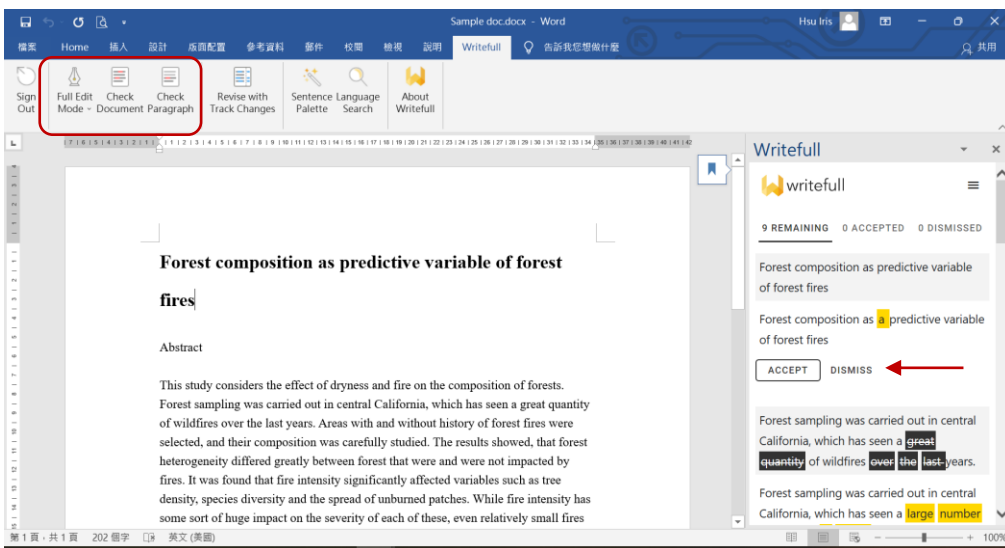 Sample doc.docx - Word
Hsu Iris
檔案 Home 插入 設計 版面配置 參考資料 郵件 校閱 檢視 說明 Writefull 告訴我您想做什麼 共用
Sign Out
Full Edit Mode
Check Document
Check Paragraph
Revise with Track Changes
Sentence Palette
Language Search
About Writefull
Forest composition as predictive variable of forest
fires
Abstract
This study considers the effect of dryness and fire on the composition of forests.
Forest sampling was carried out in central California, which has seen a great quantity
of wildfires over the last years. Areas with and without history of forest fires were
selected, and their composition was carefully studied. The results showed, that forest
heterogeneity differed greatly between forest that were and were not impacted by
fires. It was found that fire intensity significantly affected variables such as tree
density, species diversity and the spread of unburned patches. While fire intensity has
some sort of huge impact on the severity of each of these, even relatively small fires
Writefull
writefull
9 REMAINING 0 ACCEPTED 0 DISMISSED
Forest composition as predictive variable
of forest fires
Forest composition as a predictive variable
of forest fires
ACCEPT DISMISS
Forest sampling was carried out in central
California, which has seen a great
quantity of wildfires over the last years.
Forest sampling was carried out in central
California, which has seen a large number
第 1 頁，共 1 頁 202 個字 英文 (美國) 100%